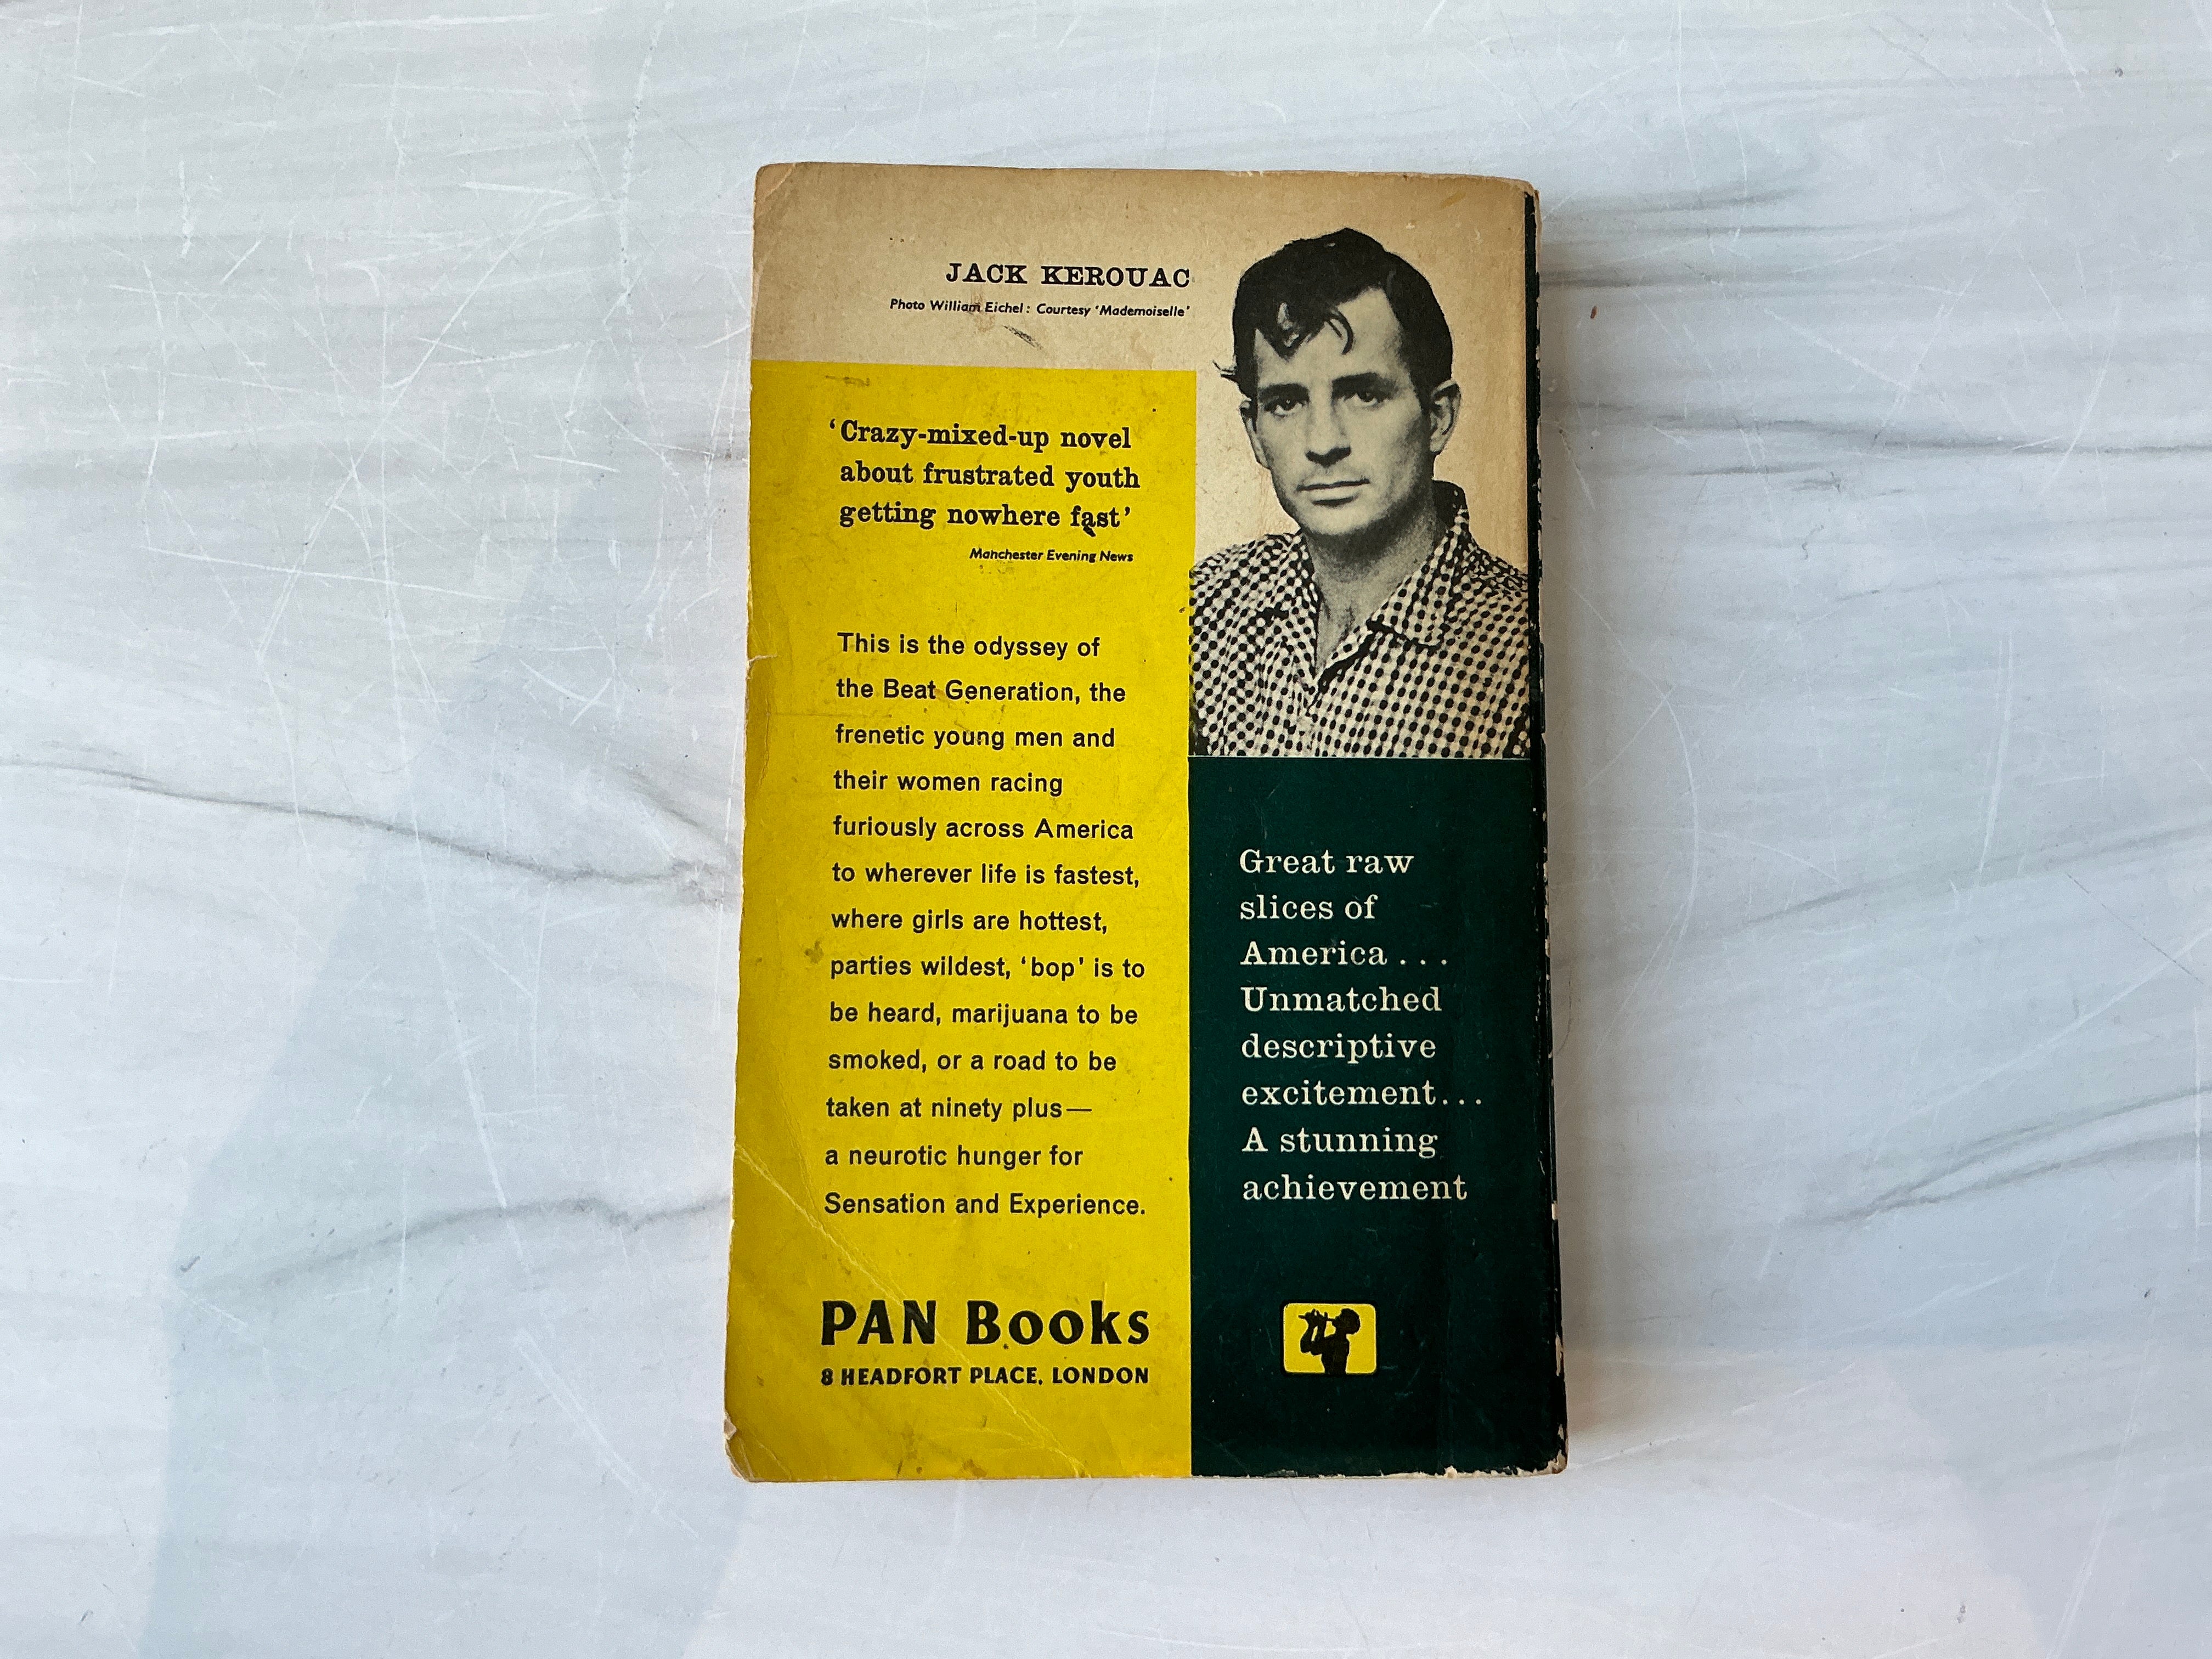 JACK KEROUAC
Photo William Eichel: Courtesy ‘Mademoiselle’
‘Crazy-mixed-up novel
about frustrated youth
getting nowhere fast’
Manchester Evening News
This is the odyssey of
the Beat Generation, the
frenetic young men and
their women racing
furiously across America
to wherever life is fastest,
where girls are hottest,
parties wildest, ‘bop’ is to
be heard, marijuana to be
smoked, or a road to be
taken at ninety plus—
a neurotic hunger for
Sensation and Experience.
PAN Books
8 HEADFORT PLACE, LONDON
Great raw
slices of
America . . .
Unmatched
descriptive
excitement...
A stunning
achievement